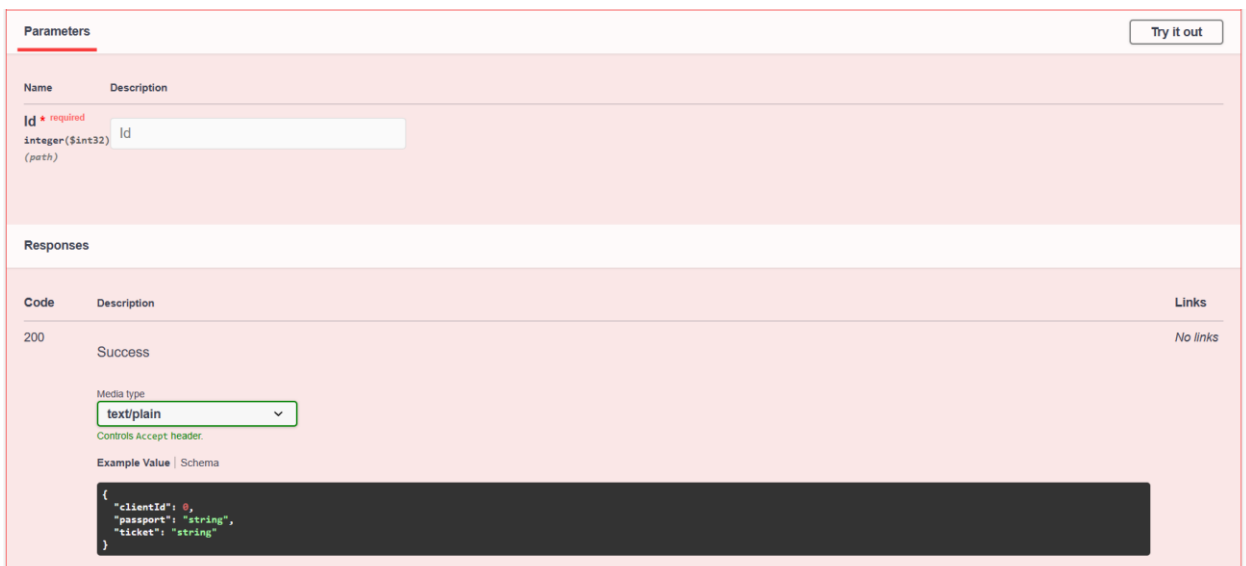 Parameters
Try it out
Name Description
Id * required
integer($int32)
(path)
Id
Responses
Code Description Links
200 Success No links
Media type
text/plain
Controls Accept header.
Example Value | Schema
{
  "clientId": 0,
  "passport": "string",
  "ticket": "string"
}